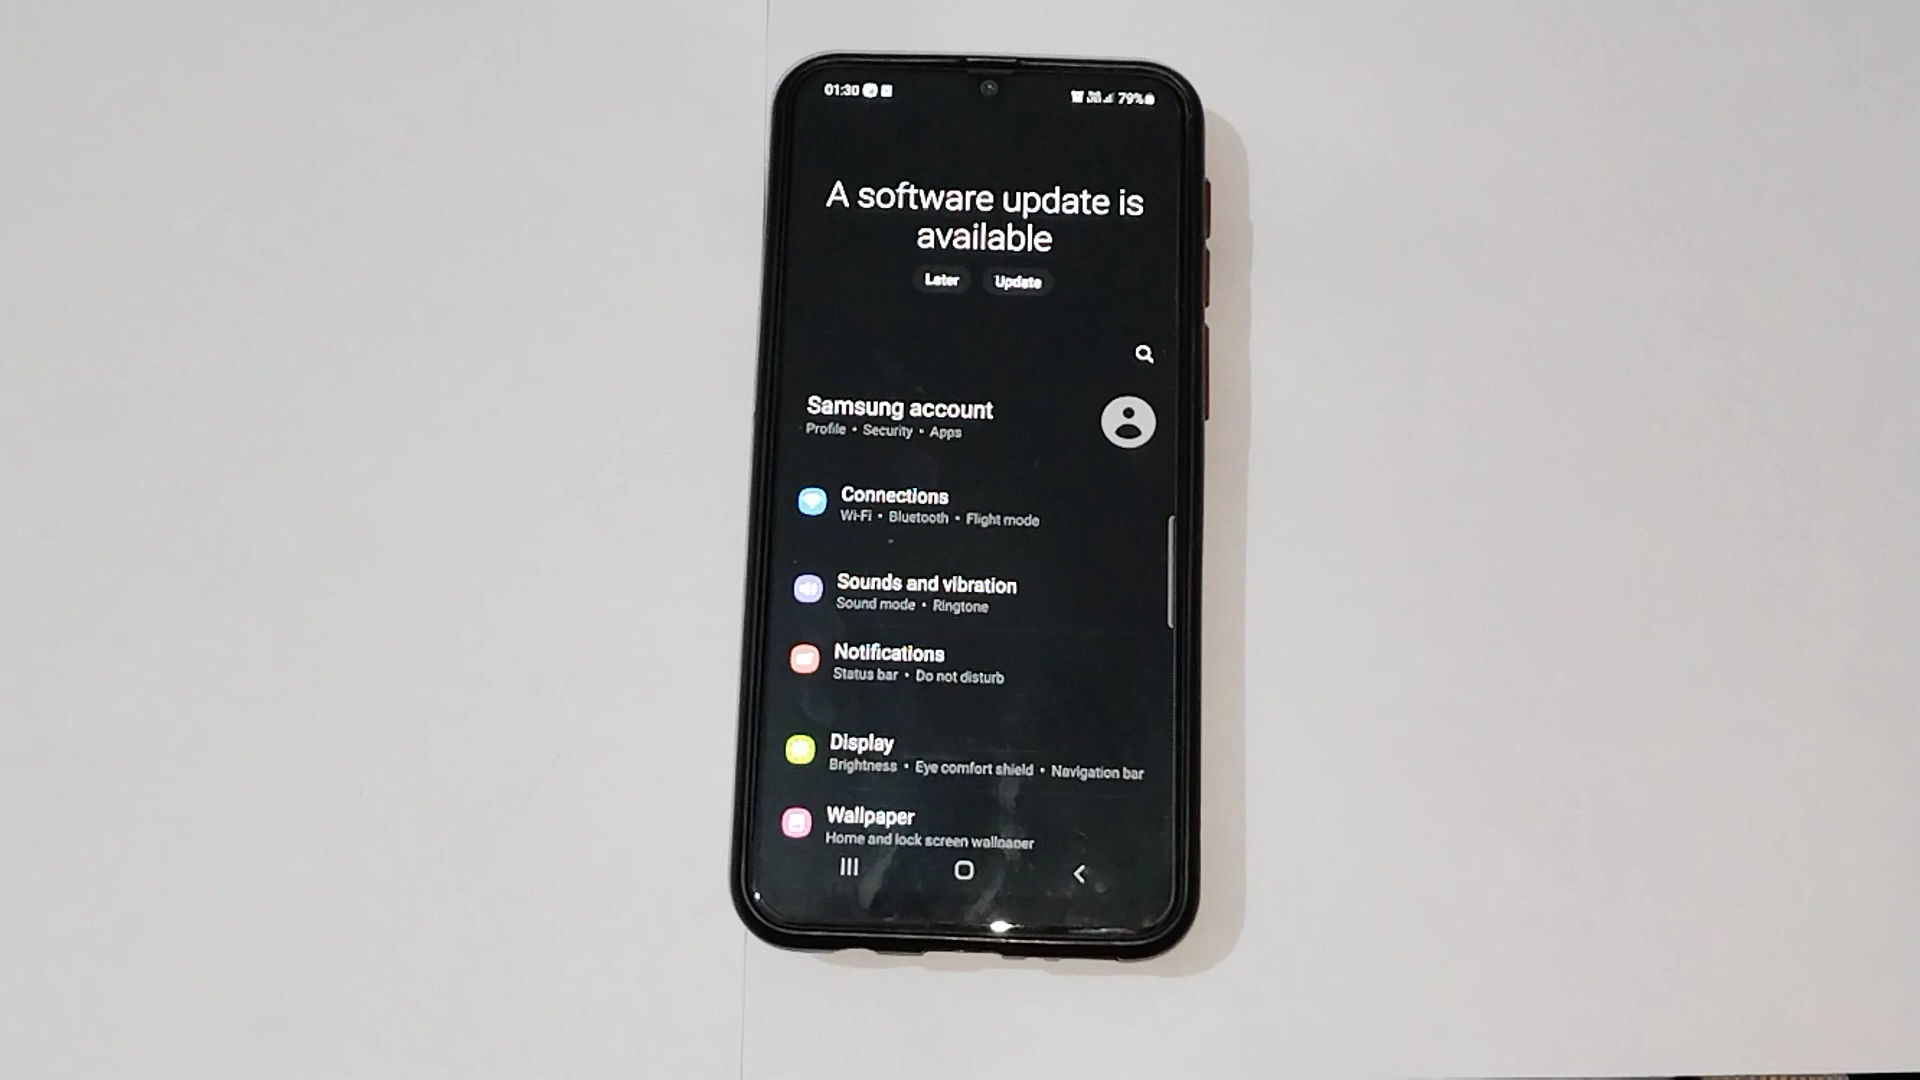 01:30
79%
A software update is
available
Later
Update
Samsung account
Profile • Security • Apps
Connections
Wi-Fi • Bluetooth • Flight mode
Sounds and vibration
Sound mode • Ringtone
Notifications
Status bar • Do not disturb
Display
Brightness • Eye comfort shield • Navigation bar
Wallpaper
Home and lock screen wallpaper